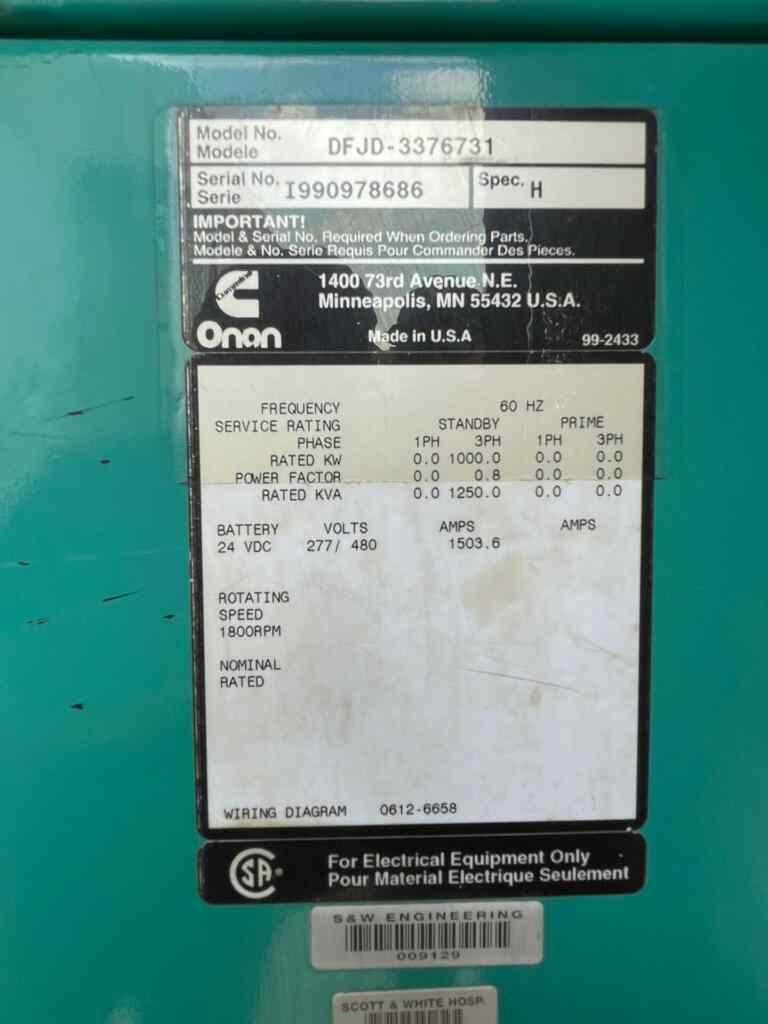 Model No.
Modele
DFJD-3376731
Serial No.
Serie
I990978686
Spec. H
IMPORTANT!
Model & Serial No. Required When Ordering Parts.
Modele & No. Serie Requis Pour Commander Des Pieces.
1400 73rd Avenue N.E.
Minneapolis, MN 55432 U.S.A.
Onan
Made in U.S.A
99-2433
FREQUENCY 60 HZ
SERVICE RATING STANDBY PRIME
PHASE 1PH 3PH 1PH 3PH
RATED KW 0.0 1000.0 0.0 0.0
POWER FACTOR 0.0 0.8 0.0 0.0
RATED KVA 0.0 1250.0 0.0 0.0
BATTERY VOLTS AMPS AMPS
24 VDC 277/ 480 1503.6
ROTATING
SPEED
1800RPM
NOMINAL
RATED
WIRING DIAGRAM 0612-6658
SA ®
For Electrical Equipment Only
Pour Material Electrique Seulement
S&W ENGINEERING
009129
SCOTT & WHITE HOSP.